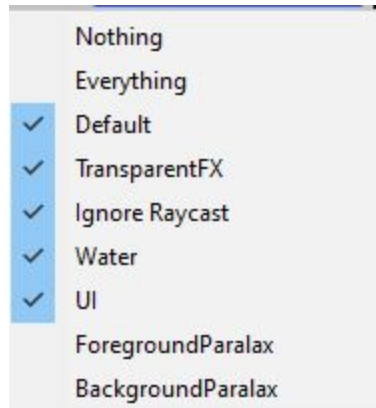 Nothing
Everything
Default
TransparentFX
Ignore Raycast
Water
UI
ForegroundParalax
BackgroundParalax